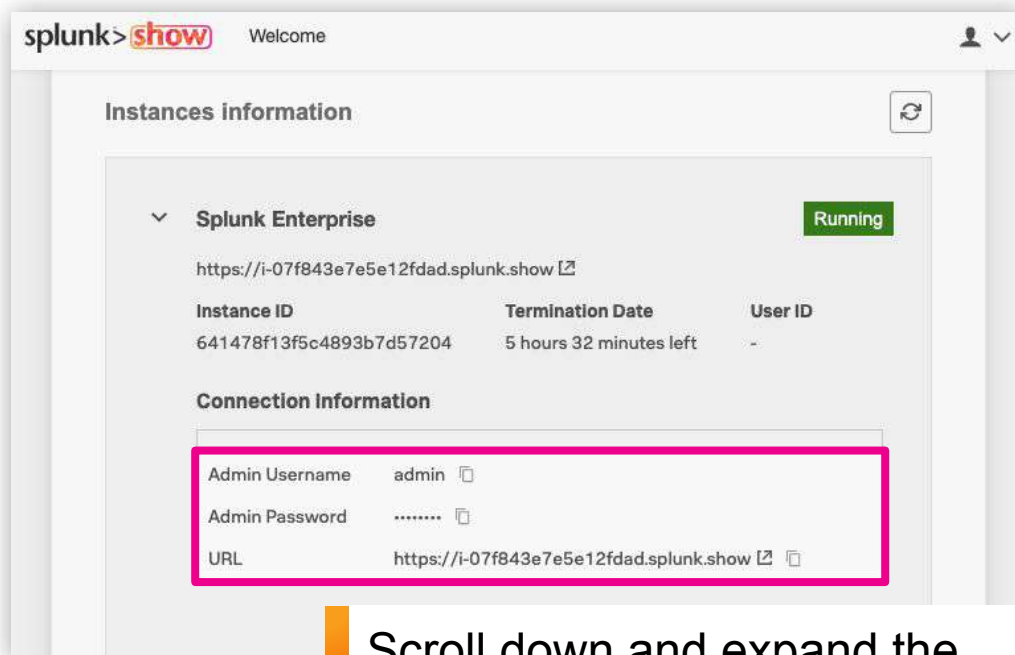 splunk>show Welcome
Instances information
Splunk Enterprise Running
https://i-07f843e7e5e12fdad.splunk.show
Instance ID Termination Date User ID
641478f13f5c4893b7d57204 5 hours 32 minutes left -
Connection Information
Admin Username admin
Admin Password ········
URL https://i-07f843e7e5e12fdad.splunk.show
Scroll down and expand the